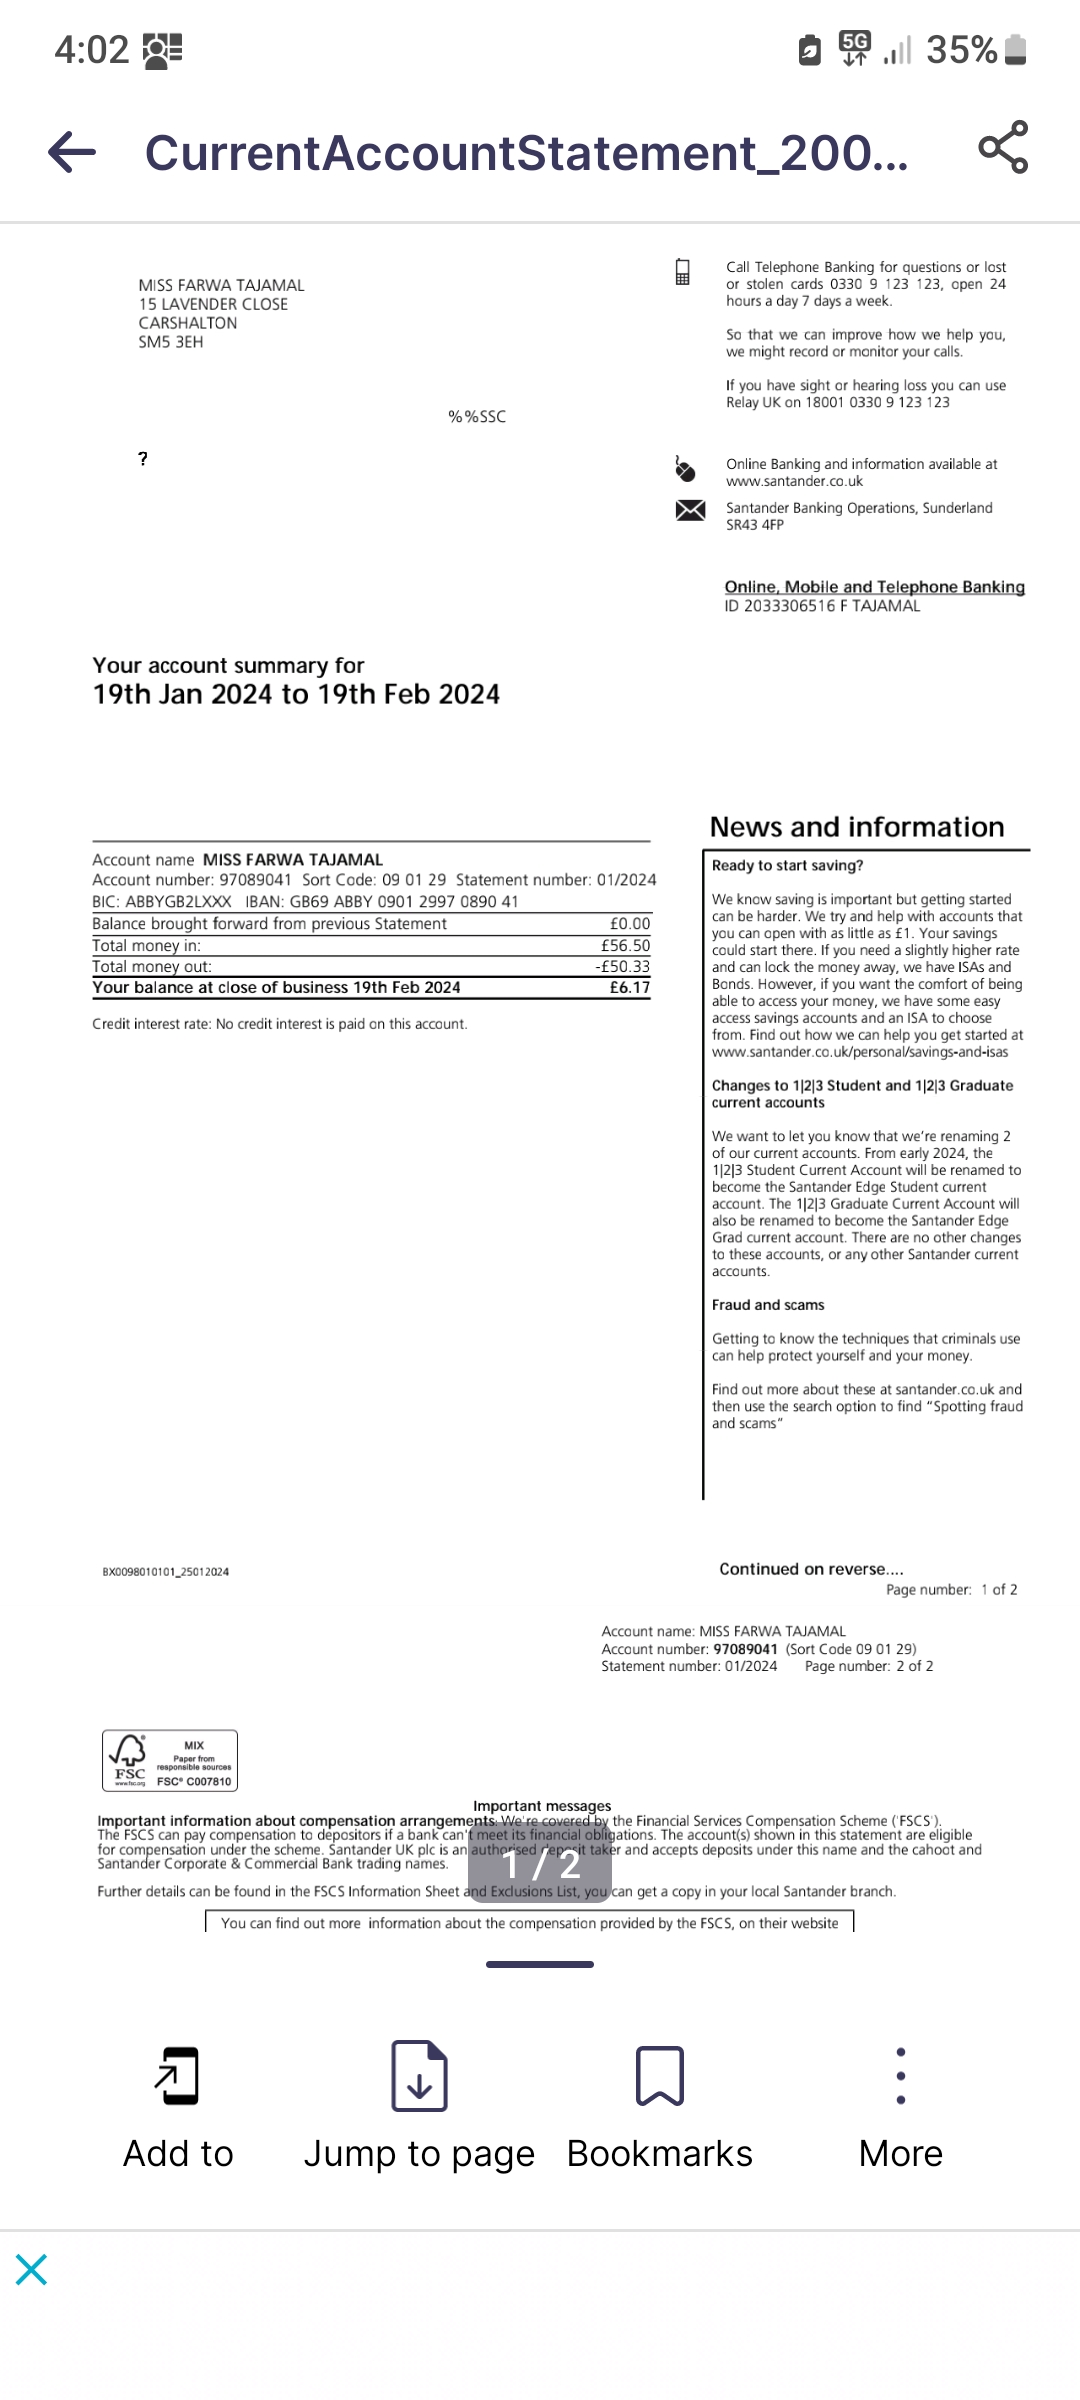 4:02
5G
35%
CurrentAccountStatement_200...
MISS FARWA TAJAMAL
15 LAVENDER CLOSE
CARSHALTON
SM5 3EH
%%SSC
?
Call Telephone Banking for questions or lost
or stolen cards 0330 9 123 123, open 24
hours a day 7 days a week.
So that we can improve how we help you,
we might record or monitor your calls.
If you have sight or hearing loss you can use
Relay UK on 18001 0330 9 123 123
Online Banking and information available at
www.santander.co.uk
Santander Banking Operations, Sunderland
SR43 4FP
Online, Mobile and Telephone Banking
ID 2033306516 F TAJAMAL
Your account summary for
19th Jan 2024 to 19th Feb 2024
Account name MISS FARWA TAJAMAL
Account number: 97089041 Sort Code: 09 01 29 Statement number: 01/2024
BIC: ABBYGB2LXXX IBAN: GB69 ABBY 0901 2997 0890 41
Balance brought forward from previous Statement £0.00
Total money in: £56.50
Total money out: -£50.33
Your balance at close of business 19th Feb 2024 £6.17
Credit interest rate: No credit interest is paid on this account.
News and information
Ready to start saving?
We know saving is important but getting started
can be harder. We try and help with accounts that
you can open with as little as £1. Your savings
could start there. If you need a slightly higher rate
and can lock the money away, we have ISAs and
Bonds. However, if you want the comfort of being
able to access your money, we have some easy
access savings accounts and an ISA to choose
from. Find out how we can help you get started at
www.santander.co.uk/personal/savings-and-isas
Changes to 1|2|3 Student and 1|2|3 Graduate
current accounts
We want to let you know that we're renaming 2
of our current accounts. From early 2024, the
1|2|3 Student Current Account will be renamed to
become the Santander Edge Student current
account. The 1|2|3 Graduate Current Account will
also be renamed to become the Santander Edge
Grad current account. There are no other changes
to these accounts, or any other Santander current
accounts.
Fraud and scams
Getting to know the techniques that criminals use
can help protect yourself and your money.
Find out more about these at santander.co.uk and
then use the search option to find "Spotting fraud
and scams"
BX0098010101_25012024
Continued on reverse....
Page number: 1 of 2
Account name: MISS FARWA TAJAMAL
Account number: 97089041 (Sort Code 09 01 29)
Statement number: 01/2024 Page number: 2 of 2
FSC
www.fsc.org
MIX
Paper from
responsible sources
FSC® C007810
Important messages
Important information about compensation arrangements: We're covered by the Financial Services Compensation Scheme ('FSCS').
The FSCS can pay compensation to depositors if a bank can't meet its financial obligations. The account(s) shown in this statement are eligible
for compensation under the scheme. Santander UK plc is an authorised deposit taker and accepts deposits under this name and the cahoot and
Santander Corporate & Commercial Bank trading names.
1 / 2
Further details can be found in the FSCS Information Sheet and Exclusions List, you can get a copy in your local Santander branch.
You can find out more information about the compensation provided by the FSCS, on their website
Add to
Jump to page
Bookmarks
More